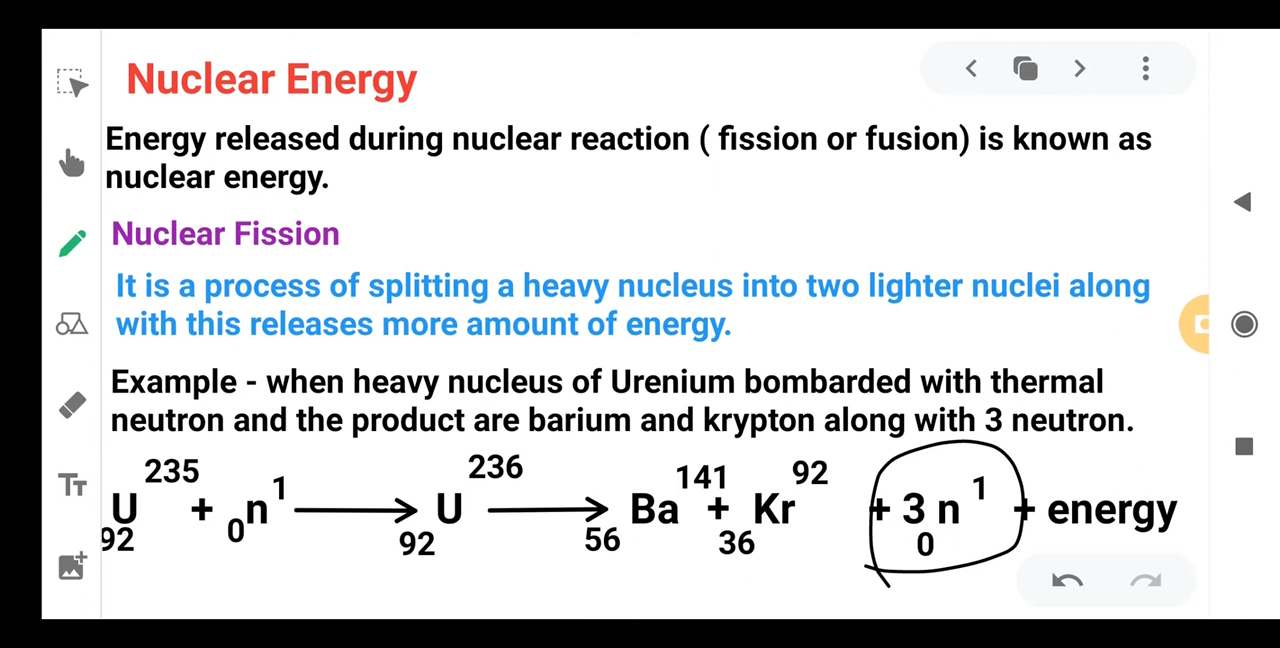 Nuclear Energy
Energy released during nuclear reaction ( fission or fusion) is known as
nuclear energy.
Nuclear Fission
It is a process of splitting a heavy nucleus into two lighter nuclei along
with this releases more amount of energy.
Example - when heavy nucleus of Urenium bombarded with thermal
neutron and the product are barium and krypton along with 3 neutron.
92 U 235 + 0 n 1 → 92 U 236 → 56 Ba 141 + 36 Kr 92 + 3 0 n 1 + energy
TT